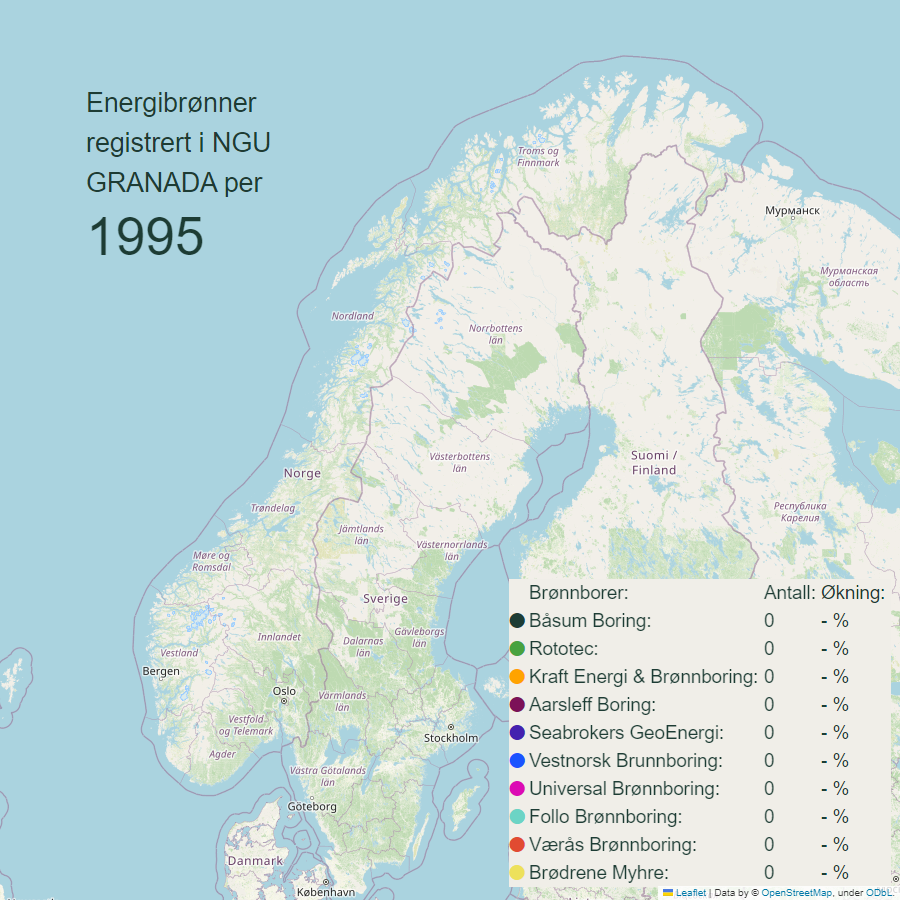 Energibrønner
registrert i NGU
GRANADA per
1995
Troms og
Finnmark
Мурманск
Мурманская
область
Nordland
Norrbottens
län
Västerbottens
län
Suomi /
Finland
Norge
Trøndelag
Республика
Карелия
Jämtlands
län
Västernorrlands
län
Møre og
Romsdal
Sverige
Innlandet
Dalarnas
län
Gävleborgs
län
Vestland
Bergen
Oslo
Värmlands
län
Vestfold
og Telemark
Stockholm
Agder
Västra Götalands
län
Göteborg
Danmark
København
Brønnborer: Antall: Økning:
Båsum Boring: 0 - %
Rototec: 0 - %
Kraft Energi & Brønnboring: 0 - %
Aarsleff Boring: 0 - %
Seabrokers GeoEnergi: 0 - %
Vestnorsk Brunnboring: 0 - %
Universal Brønnboring: 0 - %
Follo Brønnboring: 0 - %
Værås Brønnboring: 0 - %
Brødrene Myhre: 0 - %
Leaflet | Data by © OpenStreetMap, under ODbL.